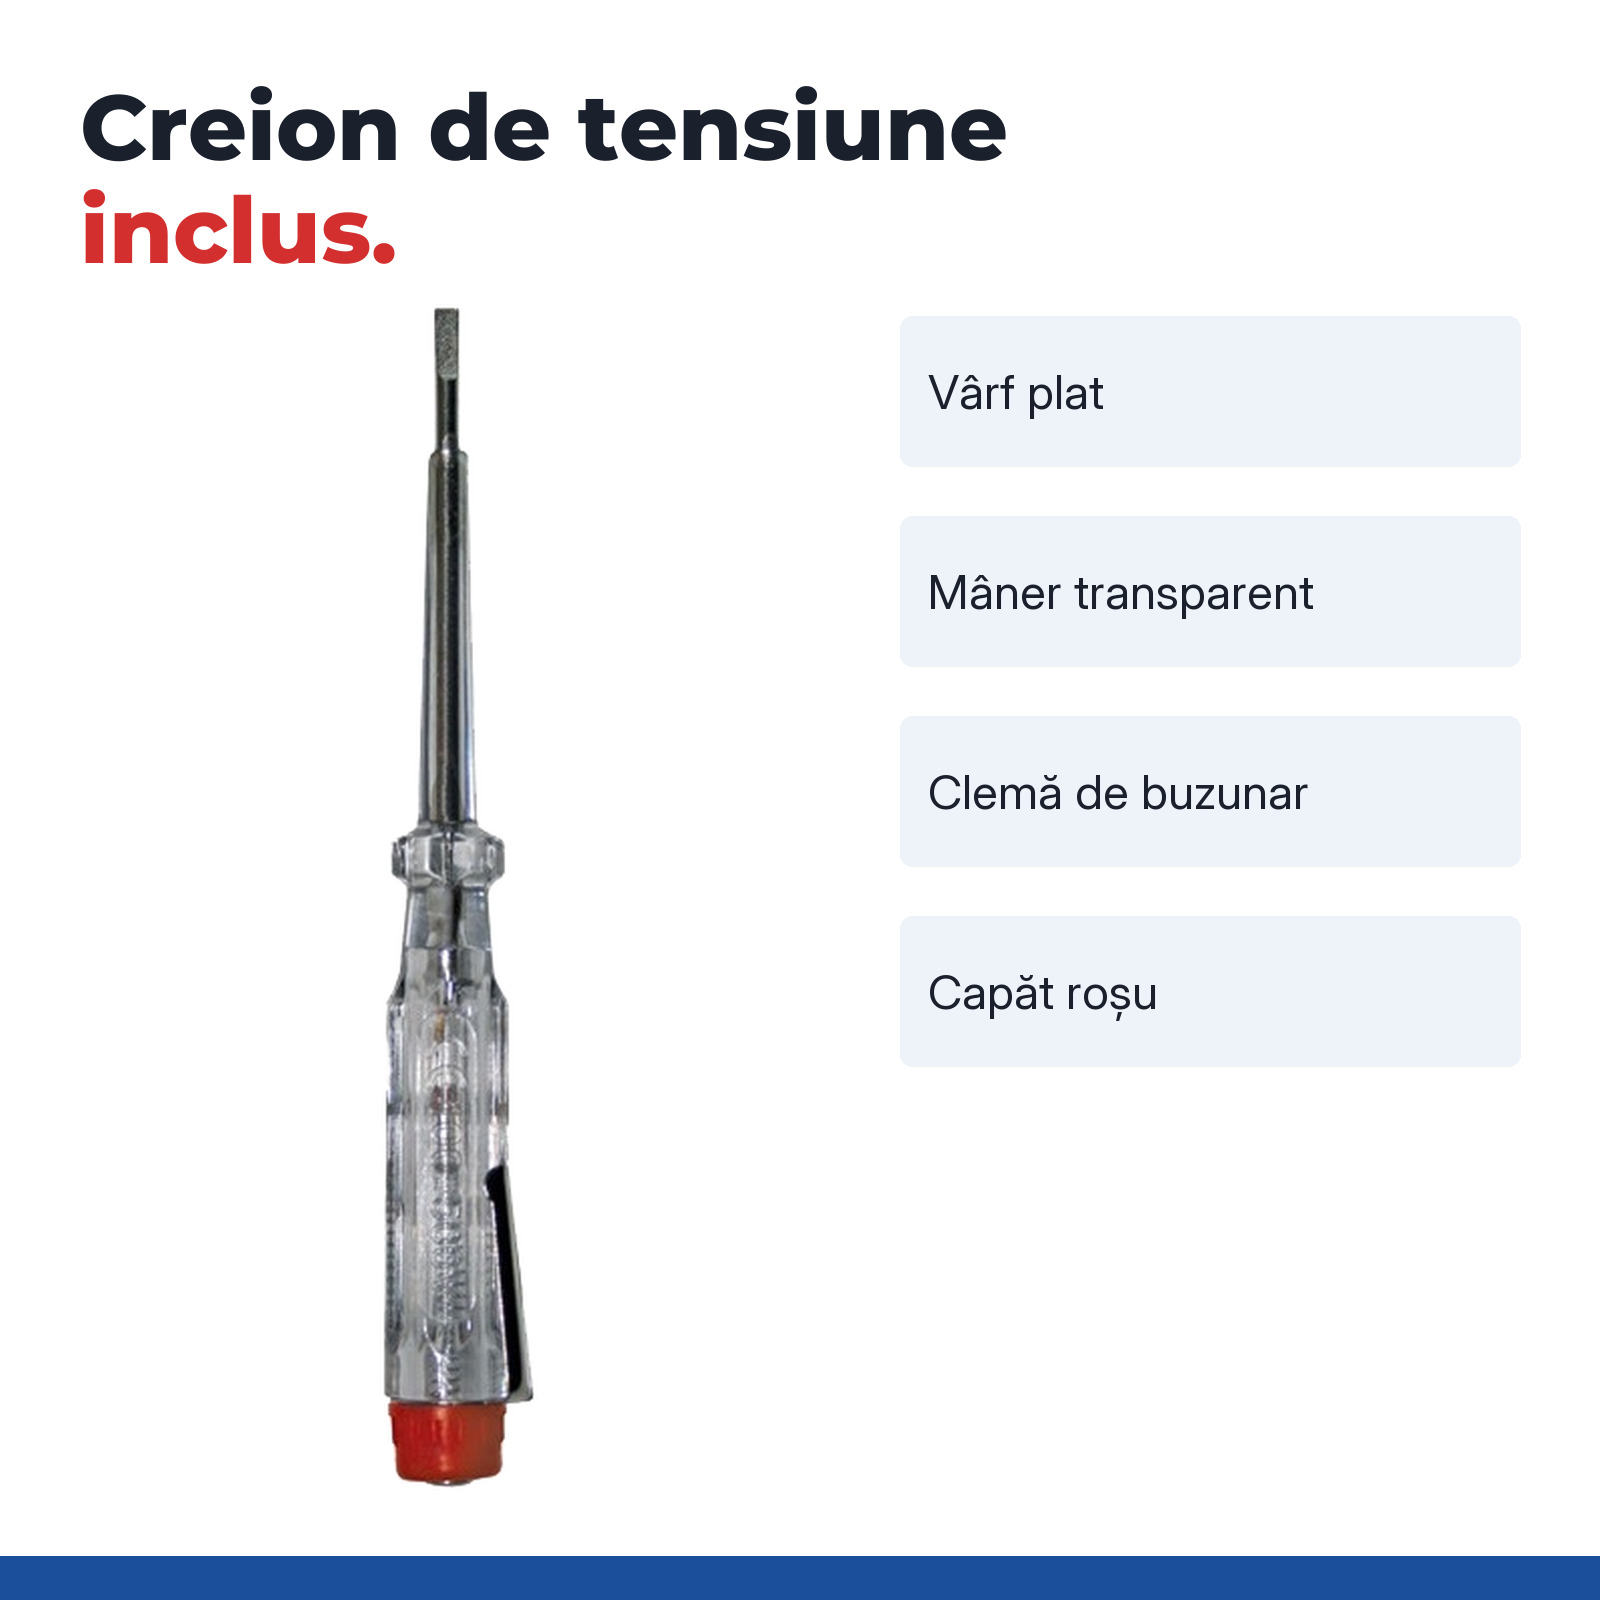 Creion de tensiune
inclus.
Vârf plat
Mâner transparent
Clemă de buzunar
Capăt roșu